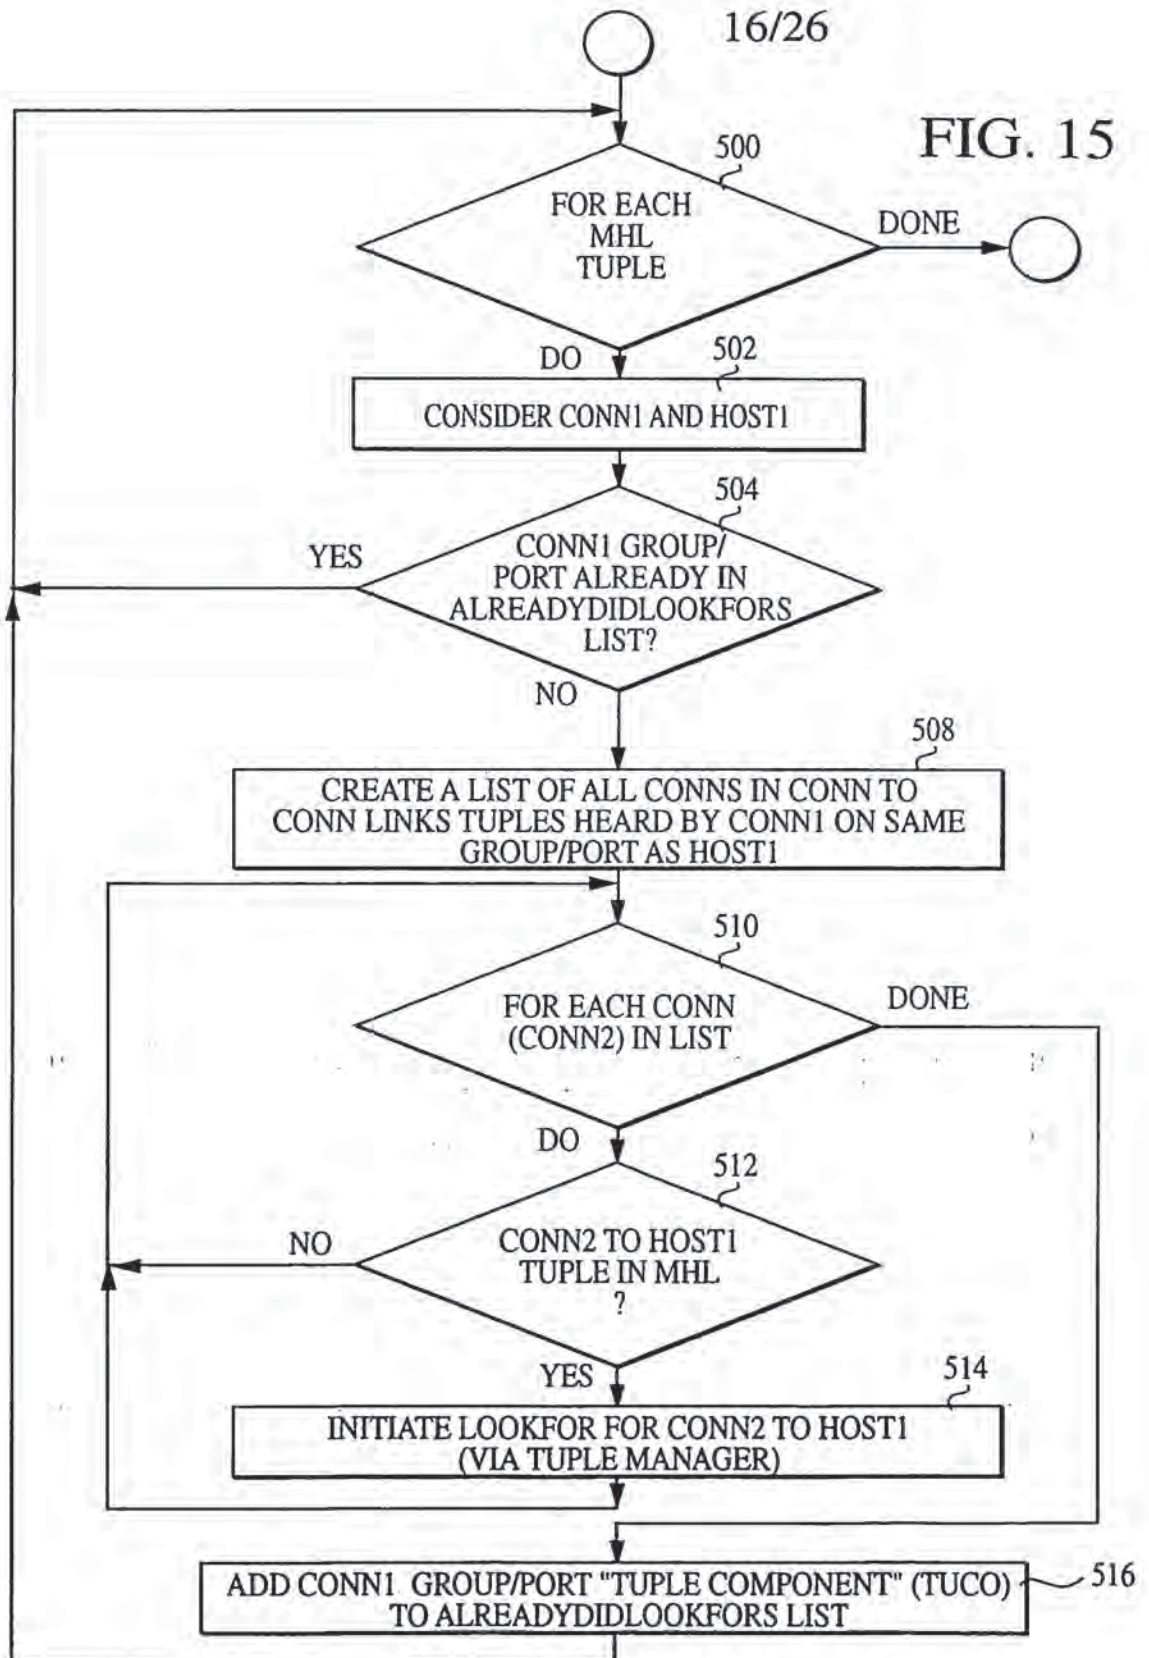 16/26
FIG. 15
500
FOR EACH
MHL
TUPLE
DONE
DO
502
CONSIDER CONN1 AND HOST1
504
YES
CONN1 GROUP/
PORT ALREADY IN
ALREADYDIDLOOKFORS
LIST?
NO
508
CREATE A LIST OF ALL CONNS IN CONN TO
CONN LINKS TUPLES HEARD BY CONN1 ON SAME
GROUP/PORT AS HOST1
510
FOR EACH CONN
(CONN2) IN LIST
DONE
DO
512
NO
CONN2 TO HOST1
TUPLE IN MHL
?
YES
514
INITIATE LOOKFOR FOR CONN2 TO HOST1
(VIA TUPLE MANAGER)
ADD CONN1 GROUP/PORT "TUPLE COMPONENT" (TUCO)
TO ALREADYDIDLOOKFORS LIST
516